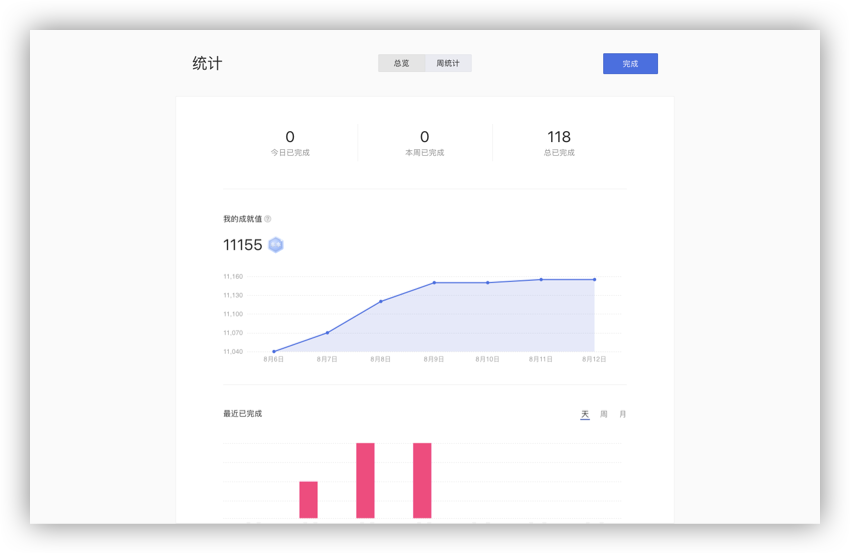 统计
总览 周统计
完成
0 0 118
今日已完成 本周已完成 总已完成
我的成就值
11155
11,160
11,130
11,100
11,070
11,040
8月6日 8月7日 8月8日 8月9日 8月10日 8月11日 8月12日
最近已完成
天 周 月